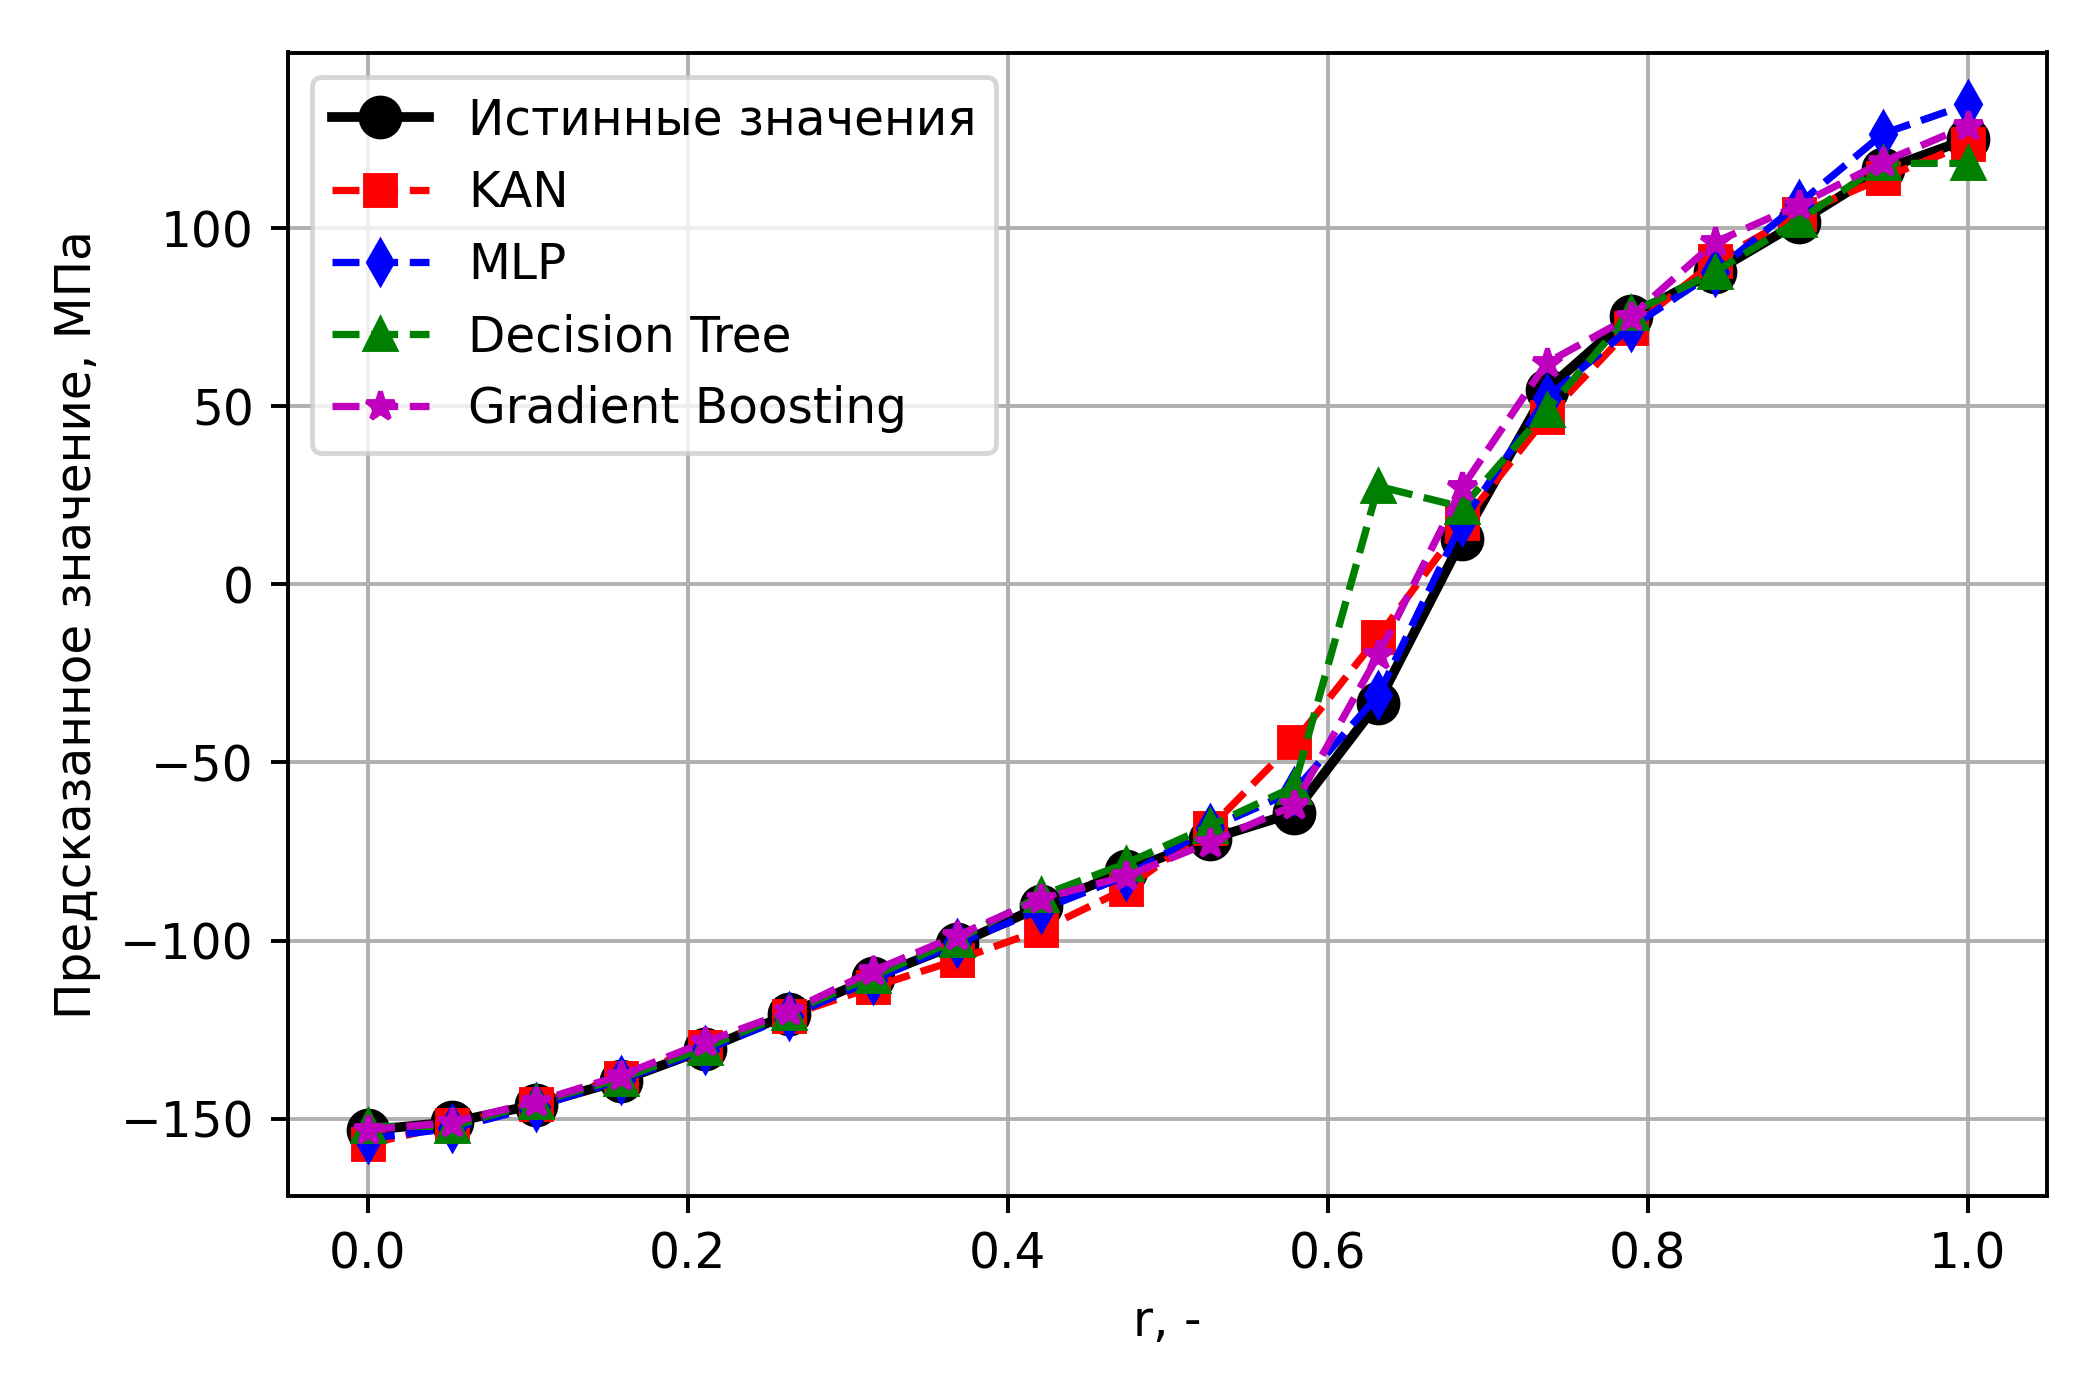 Истинные значения
KAN
MLP
Decision Tree
Gradient Boosting
Предсказанное значение, МПа
100
50
0
−50
−100
−150
0.0 0.2 0.4 0.6 0.8 1.0
r, -